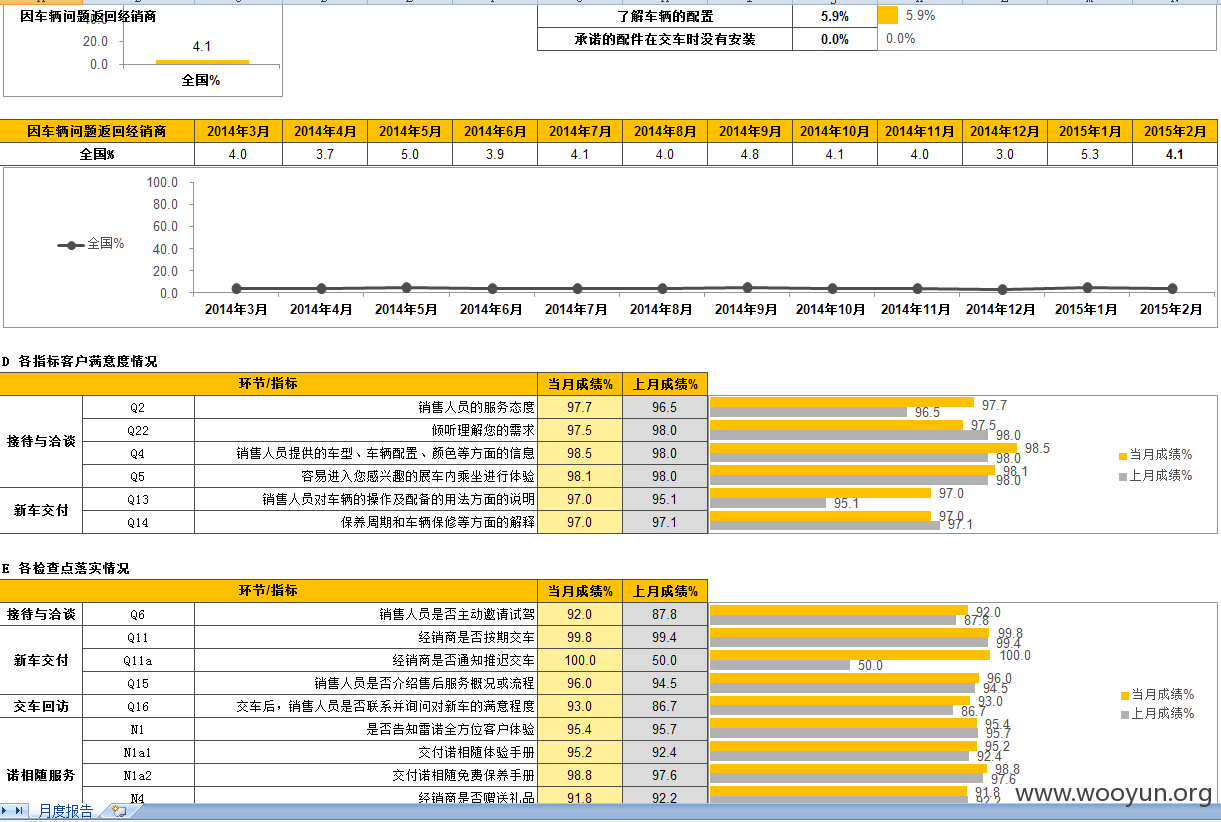 因车辆问题返回经销商
20.0
0.0
4.1
全国%
了解车辆的配置 5.9% 5.9%
承诺的配件在交车时没有安装 0.0% 0.0%
因车辆问题返回经销商 2014年3月 2014年4月 2014年5月 2014年6月 2014年7月 2014年8月 2014年9月 2014年10月 2014年11月 2014年12月 2015年1月 2015年2月
全国% 4.0 3.7 5.0 3.9 4.1 4.0 4.8 4.1 4.0 3.0 5.3 4.1
100.0
80.0
60.0
40.0
20.0
0.0
全国%
2014年3月 2014年4月 2014年5月 2014年6月 2014年7月 2014年8月 2014年9月 2014年10月 2014年11月 2014年12月 2015年1月 2015年2月
D 各指标客户满意度情况
环节/指标 当月成绩% 上月成绩%
接待与洽谈
Q2 销售人员的服务态度 97.7 96.5 97.7 96.5
Q22 倾听理解您的需求 97.5 98.0 97.5 98.0
Q4 销售人员提供的车型、车辆配置、颜色等方面的信息 98.5 98.0 98.5 98.0
Q5 容易进入您感兴趣的展车内乘坐进行体验 98.1 98.0 98.1 98.0
新车交付
Q13 销售人员对车辆的操作及配备的用法方面的说明 97.0 95.1 97.0 95.1
Q14 保养周期和车辆保修等方面的解释 97.0 97.1 97.0 97.1
当月成绩%
上月成绩%
E 各检查点落实情况
环节/指标 当月成绩% 上月成绩%
接待与洽谈 Q6 销售人员是否主动邀请试驾 92.0 87.8 92.0 87.8
新车交付
Q11 经销商是否按期交车 99.8 99.4 99.8 99.4
Q11a 经销商是否通知推迟交车 100.0 50.0 100.0 50.0
Q15 销售人员是否介绍售后服务概况或流程 96.0 94.5 96.0 94.5
交车回访 Q16 交车后，销售人员是否联系并询问对新车的满意程度 93.0 86.7 93.0 86.7
诺相随服务
N1 是否告知雷诺全方位客户体验 95.4 95.7 95.4 95.7
N1a1 交付诺相随体验手册 95.2 92.4 95.2 92.4
N1a2 交付诺相随免费保养手册 98.8 97.6 98.8 97.6
N4 经销商是否赠送礼品 91.8 92.2 91.8 92.2
当月成绩%
上月成绩%
www.wooyun.org
月度报告